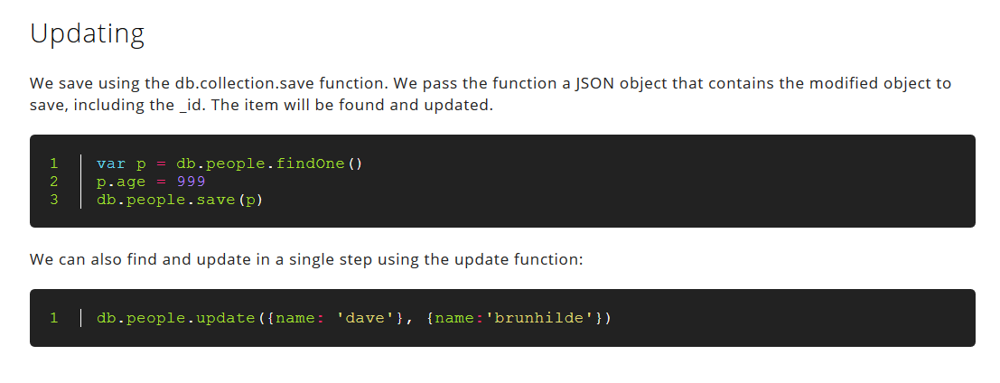 Updating
We save using the db.collection.save function. We pass the function a JSON object that contains the modified object to
save, including the _id. The item will be found and updated.
1 var p = db.people.findOne()
2 p.age = 999
3 db.people.save(p)
We can also find and update in a single step using the update function:
1 db.people.update({name: 'dave'}, {name:'brunhilde'})